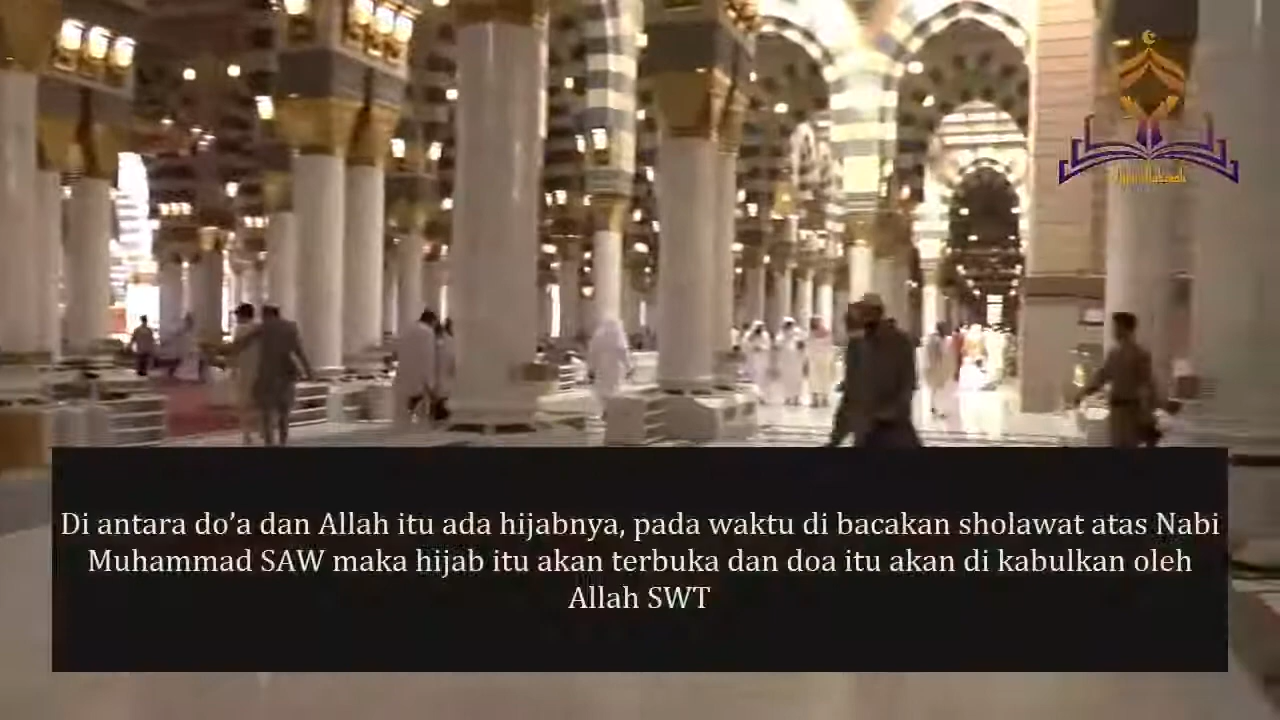 Di antara do’a dan Allah itu ada hijabnya, pada waktu di bacakan sholawat atas Nabi
Muhammad SAW maka hijab itu akan terbuka dan doa itu akan di kabulkan oleh
Allah SWT